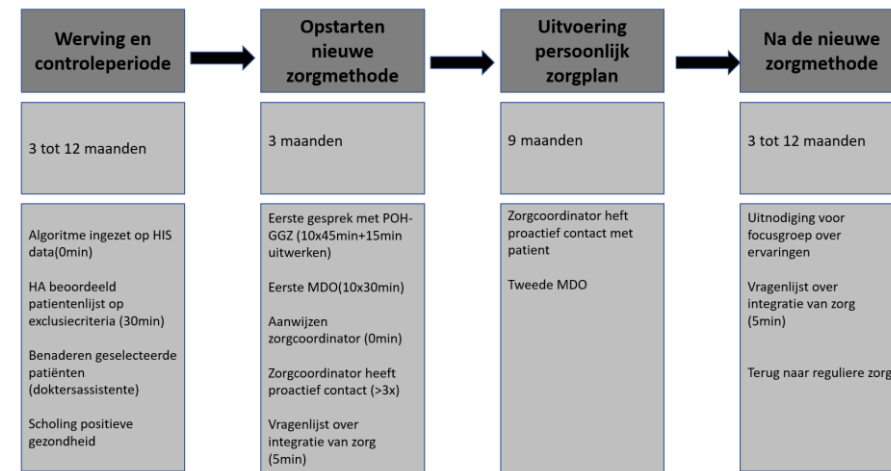 Werving en
controleperiode
Opstarten
nieuwe
zorgmethode
Uitvoering
persoonlijk
zorgplan
Na de nieuwe
zorgmethode
3 tot 12 maanden
3 maanden
9 maanden
3 tot 12 maanden
Algoritme ingezet op HIS
data(0min)
HA beoordeeld
patientenlijst op
exclusiecriteria (30min)
Benaderen geselecteerde
patiënten
(doktersassistente)
Scholing positieve
gezondheid
Eerste gesprek met POH-
GGZ (10x45min+15min
uitwerken)
Eerste MDO(10x30min)
Aanwijzen
zorgcoordinator (0min)
Zorgcoordinator heeft
proactief contact (>3x)
Vragenlijst over
integratie van zorg
(5min)
Zorgcoordinator heft
proactief contact met
patient
Tweede MDO
Uitnodiging voor
focusgroep over
ervaringen
Vragenlijst over
integratie van zorg
(5min)
Terug naar reguliere zorg